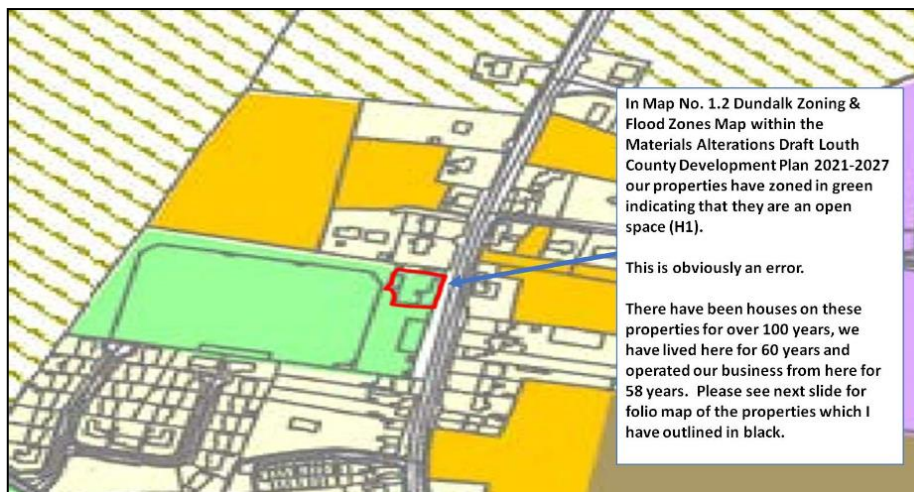 In Map No. 1.2 Dundalk Zoning &
Flood Zones Map within the
Materials Alterations Draft Louth
County Development Plan 2021-2027
our properties have zoned in green
indicating that they are an open
space (H1).
This is obviously an error.
There have been houses on these
properties for over 100 years, we
have lived here for 60 years and
operated our business from here for
58 years.  Please see next slide for
folio map of the properties which I
have outlined in black.